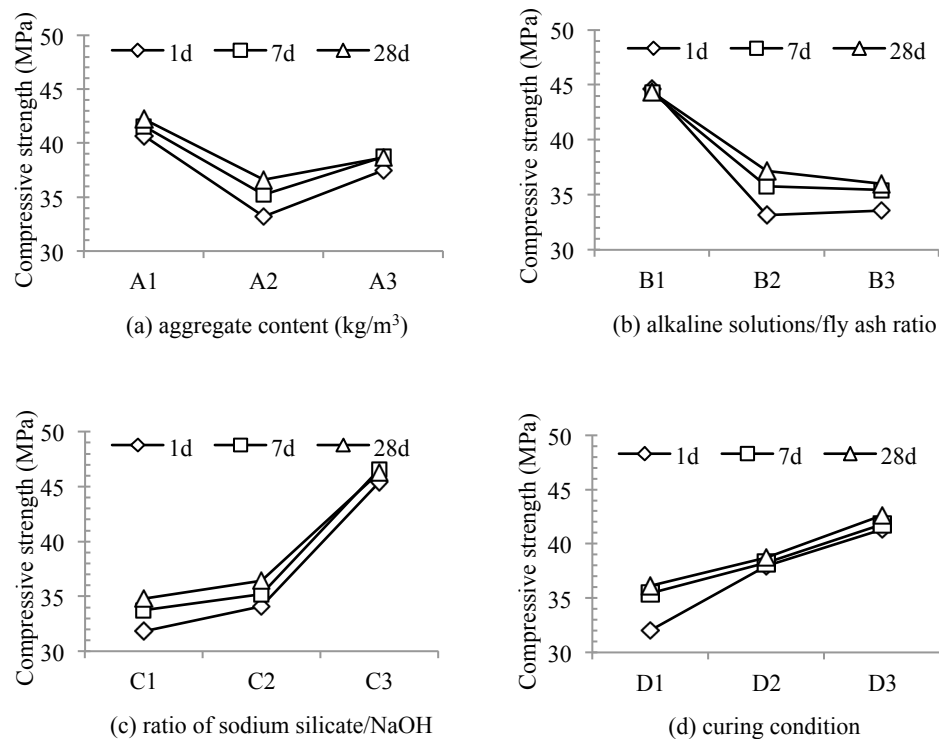 Compressive strength (MPa)
50
45
40
35
30
1d 7d 28d
A1 A2 A3
(a) aggregate content (kg/m³)
Compressive strength (MPa)
50
45
40
35
30
1d 7d 28d
B1 B2 B3
(b) alkaline solutions/fly ash ratio
Compressive strength (MPa)
50
45
40
35
30
1d 7d 28d
C1 C2 C3
(c) ratio of sodium silicate/NaOH
Compressive strength (MPa)
50
45
40
35
30
1d 7d 28d
D1 D2 D3
(d) curing condition